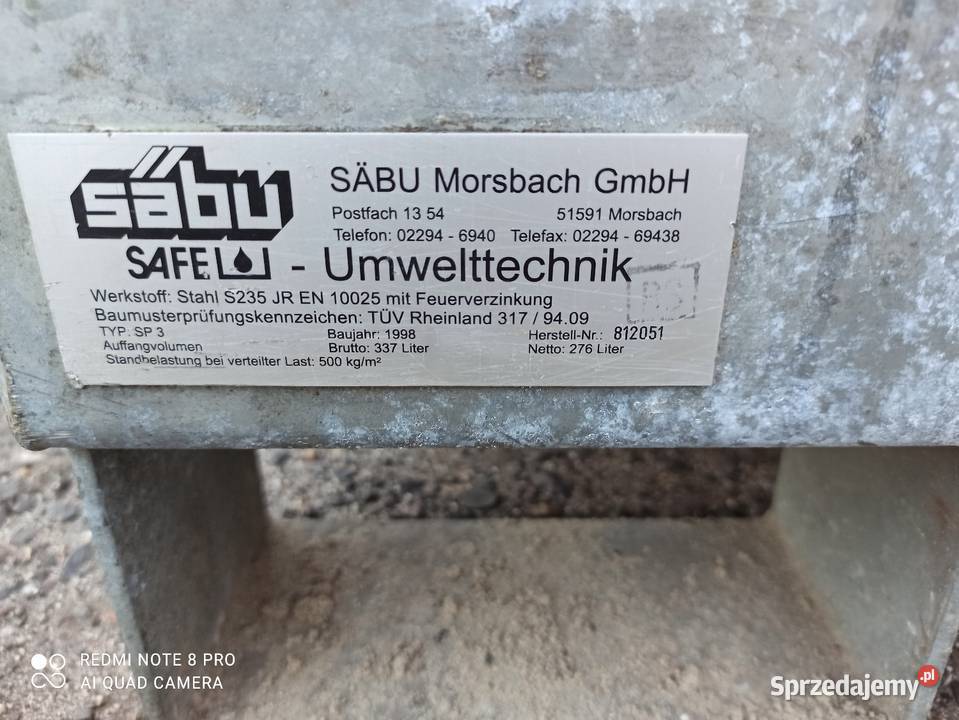 säbu
SÄBU Morsbach GmbH
Postfach 13 54 51591 Morsbach
Telefon: 02294 - 6940 Telefax: 02294 - 69438
SAFE - Umwelttechnik
Werkstoff: Stahl S235 JR EN 10025 mit Feuerverzinkung
Baumusterprüfungskennzeichen: TÜV Rheinland 317 / 94.09
TYP: SP 3 Baujahr: 1998 Herstell-Nr.: 812051
Auffangvolumen Brutto: 337 Liter Netto: 276 Liter
Standbelastung bei verteilter Last: 500 kg/m²
REDMI NOTE 8 PRO
AI QUAD CAMERA
Sprzedajemy.pl